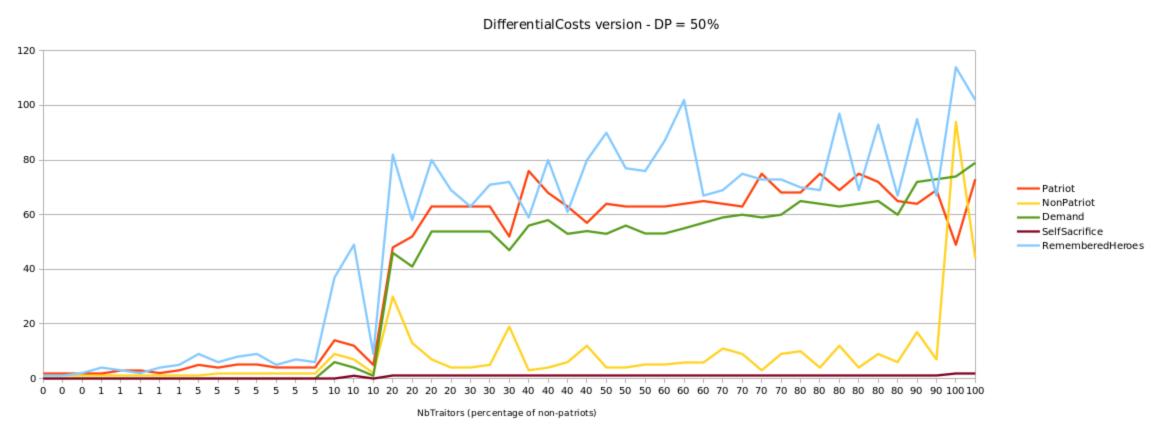 DifferentialCosts version - DP = 50%
120
100
80
60
40
20
0
Patriot
NonPatriot
Demand
SelfSacrifice
RememberedHeroes
0 0 0 1 1 1 1 1 5 5 5 5 5 5 5 10 10 10 20 20 20 20 30 30 30 40 40 40 40 50 50 50 60 60 60 70 70 70 70 80 80 80 80 80 90 90 90 100 100
NbTraitors (percentage of non-patriots)